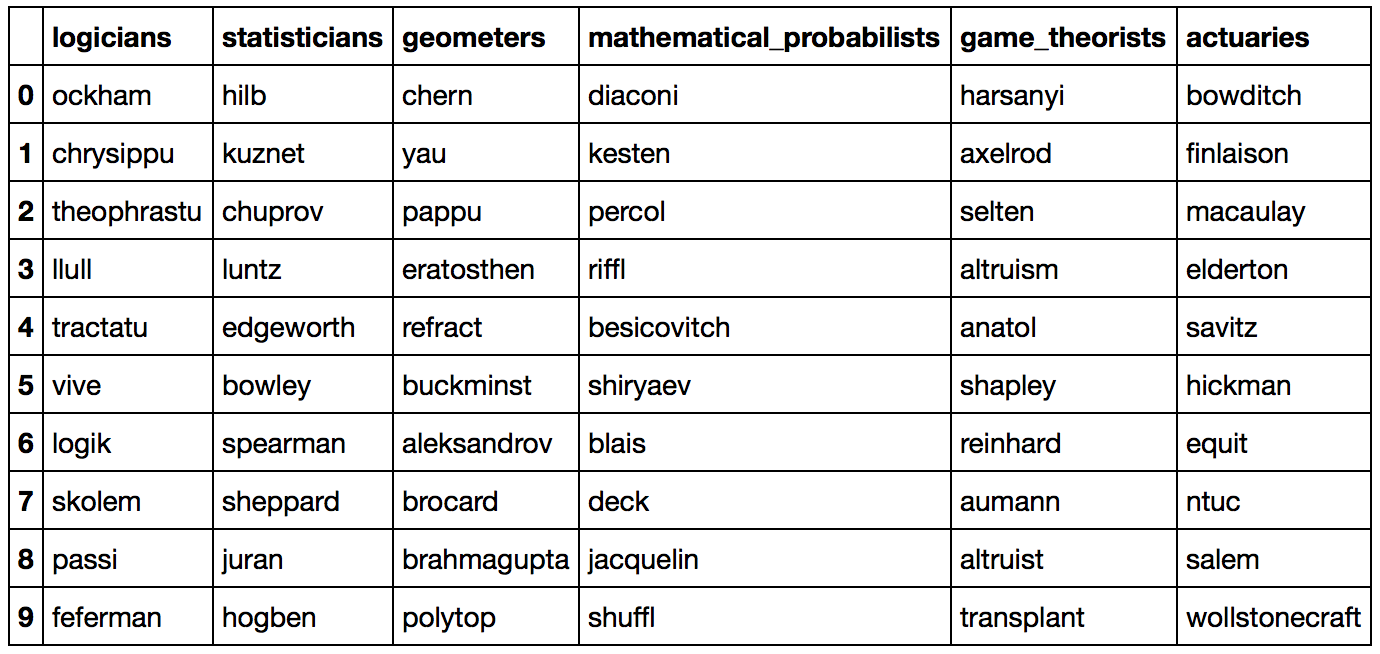 logicians statisticians geometers mathematical_probabilists game_theorists actuaries
0 ockham hilb chern diaconi harsanyi bowditch
1 chrysippu kuznet yau kesten axelrod finlaison
2 theophrastu chuprov pappu percol selten macaulay
3 llull luntz eratosthen riffl altruism elderton
4 tractatu edgeworth refract besicovitch anatol savitz
5 vive bowley buckminst shiryaev shapley hickman
6 logik spearman aleksandrov blais reinhard equit
7 skolem sheppard brocard deck aumann ntuc
8 passi juran brahmagupta jacquelin altruist salem
9 feferman hogben polytop shuffl transplant wollstonecraft